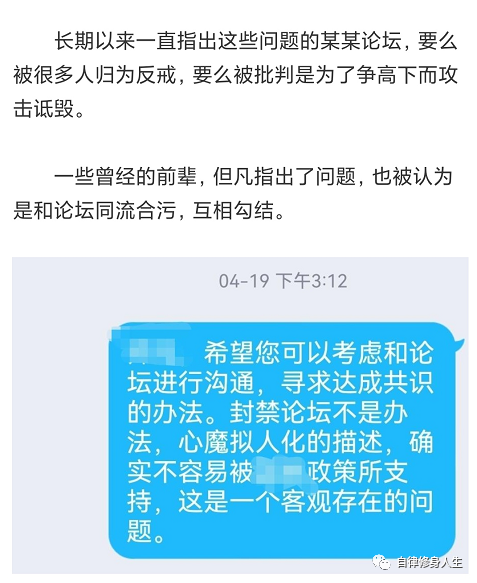 长期以来一直指出这些问题的某某论坛，要么
被很多人归为反戒，要么被批判是为了争高下而攻
击诋毁。
一些曾经的前辈，但凡指出了问题，也被认为
是和论坛同流合污，互相勾结。
04-19 下午3:12
希望您可以考虑和论
坛进行沟通，寻求达成共识
的办法。封禁论坛不是办
法，心魔拟人化的描述，确
实不容易被政策所支
持，这是一个客观存在的问
题。
自律修身人生